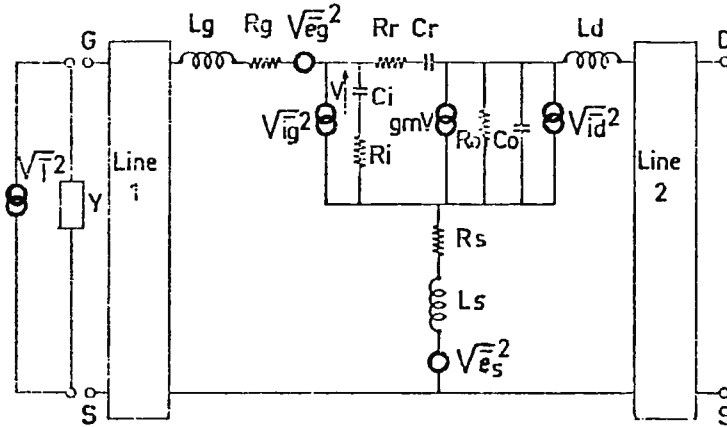 Lg Rg √eg² Rr Cr Ld
G D
V Ci
√ig² gmV Ro Co √id²
Ri
Line 1
Line 2
√i² Y
Rs
Ls
√es²
S S